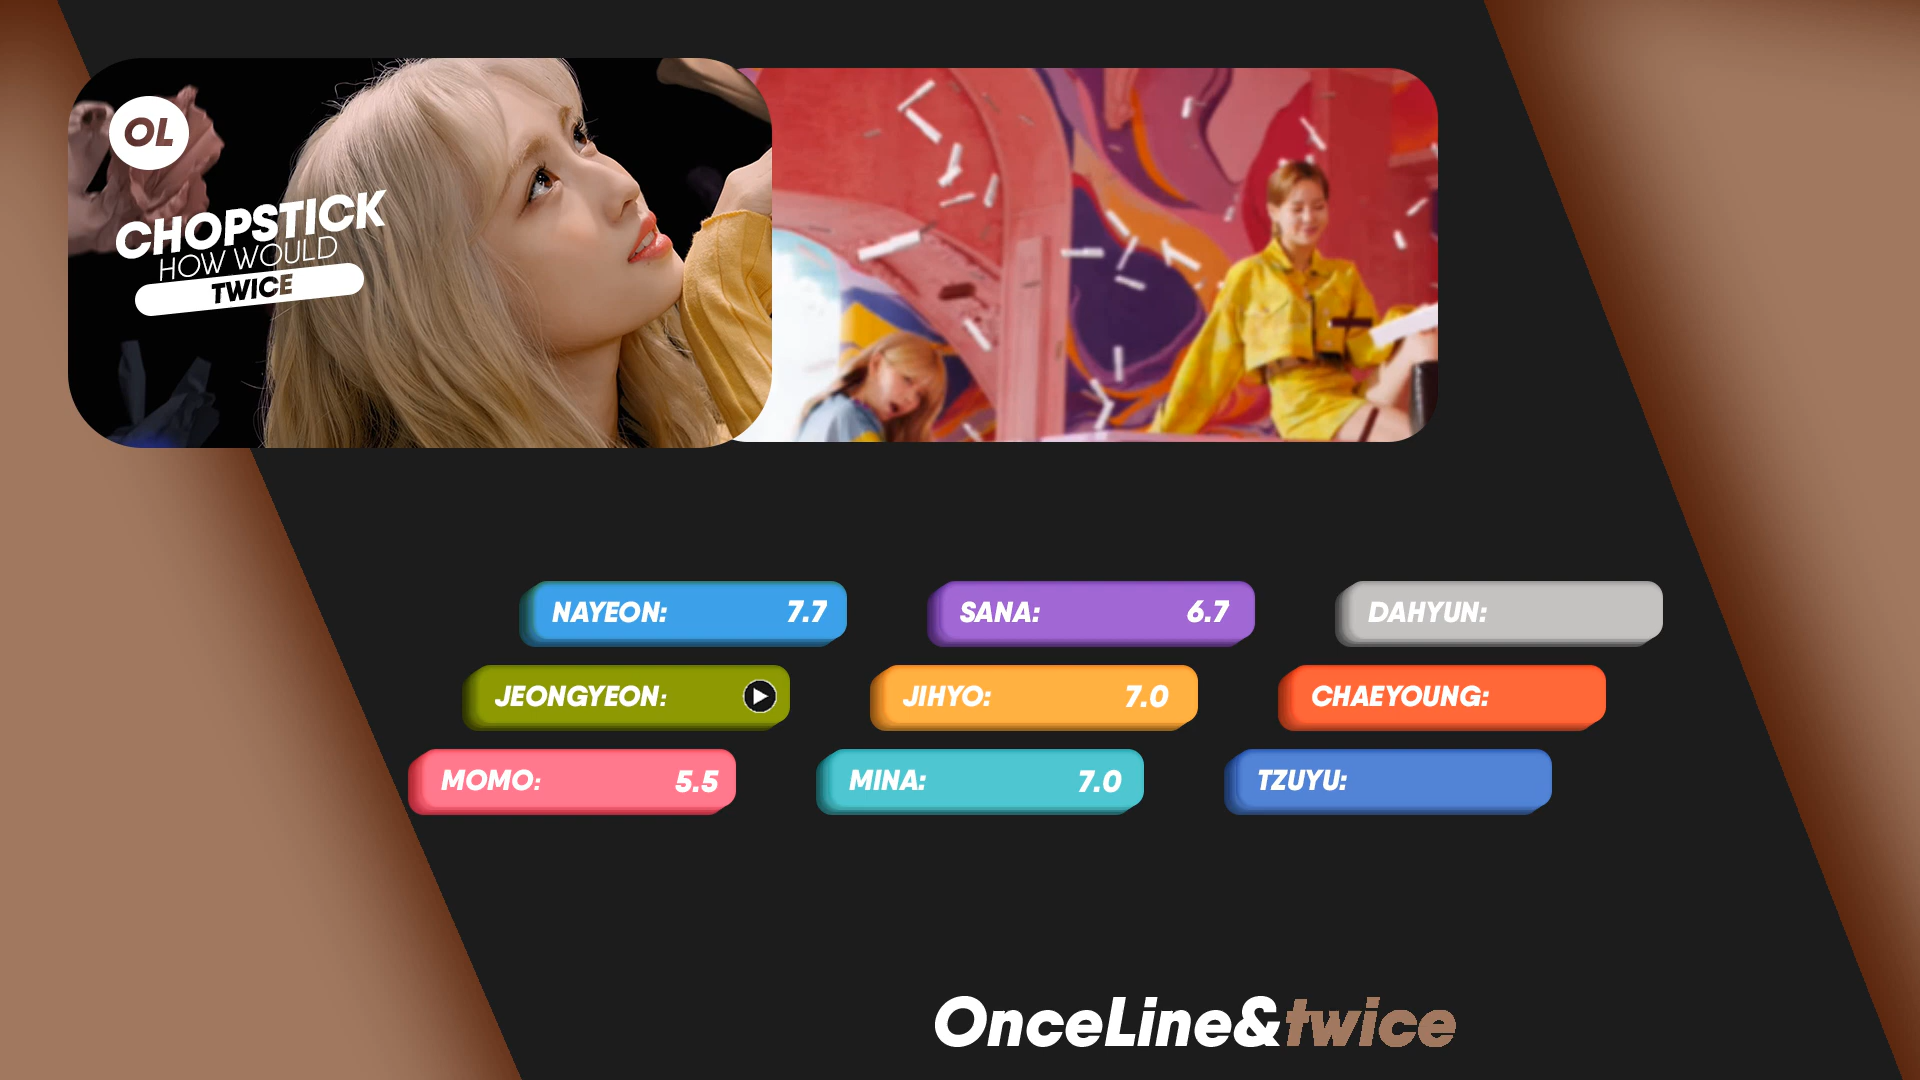 OL
CHOPSTICK
HOW WOULD
TWICE
NAYEON: 7.7
SANA: 6.7
DAHYUN:
JEONGYEON:
JIHYO: 7.0
CHAEYOUNG:
MOMO: 5.5
MINA: 7.0
TZUYU:
OnceLine&twice